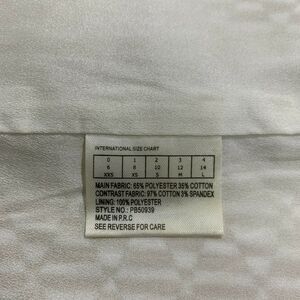 INTERNATIONAL SIZE CHART
0 1 2 3 4
6 8 10 12 14
XXS XS S M L
MAIN FABRIC: 65% POLYESTER 35% COTTON
CONTRAST FABRIC: 97% COTTON 3% SPANDEX
LINING: 100% POLYESTER
STYLE NO.: PB50939
MADE IN P.R.C
SEE REVERSE FOR CARE